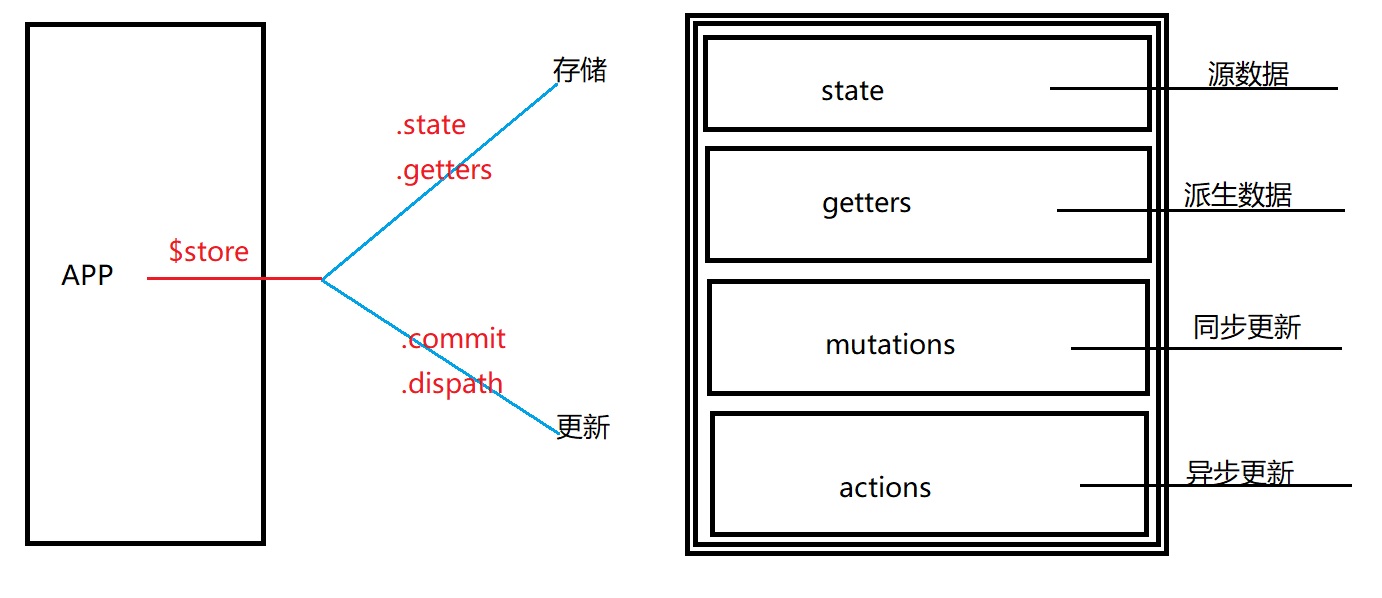 存储
.state
.getters
$store
APP
.commit
.dispath
更新
state
源数据
getters
派生数据
mutations
同步更新
actions
异步更新